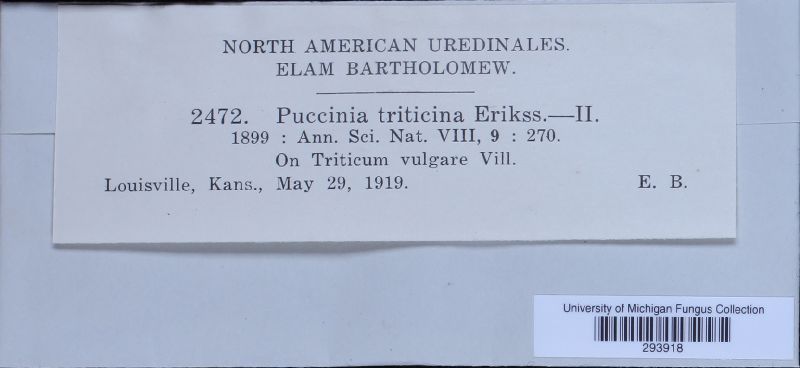 NORTH AMERICAN UREDINALES.
ELAM BARTHOLOMEW.
2472. Puccinia triticina Erikss.—II.
1899 : Ann. Sci. Nat. VIII, 9 : 270.
On Triticum vulgare Vill.
Louisville, Kans., May 29, 1919. E. B.
University of Michigan Fungus Collection
293918